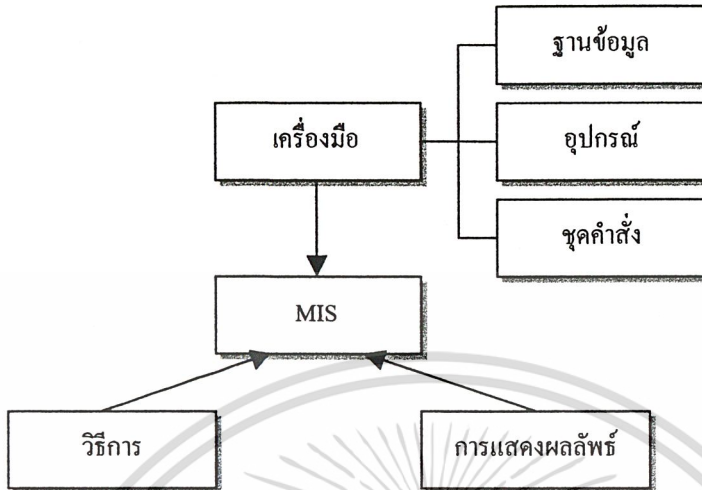 ฐานข้อมูล
เครื่องมือ
อุปกรณ์
ชุดคำสั่ง
MIS
วิธีการ
การแสดงผลลัพธ์